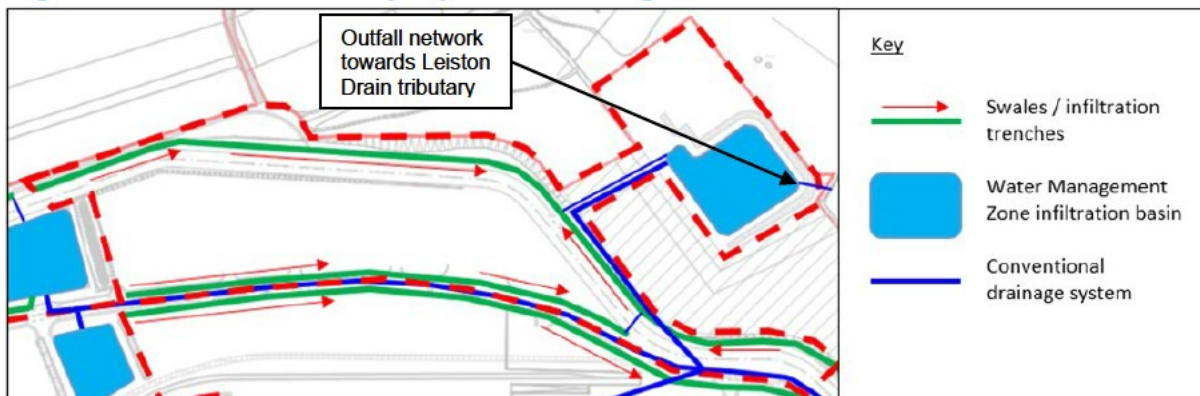 Outfall network
towards Leiston
Drain tributary
Key
Swales / infiltration
trenches
Water Management
Zone infiltration basin
Conventional
drainage system